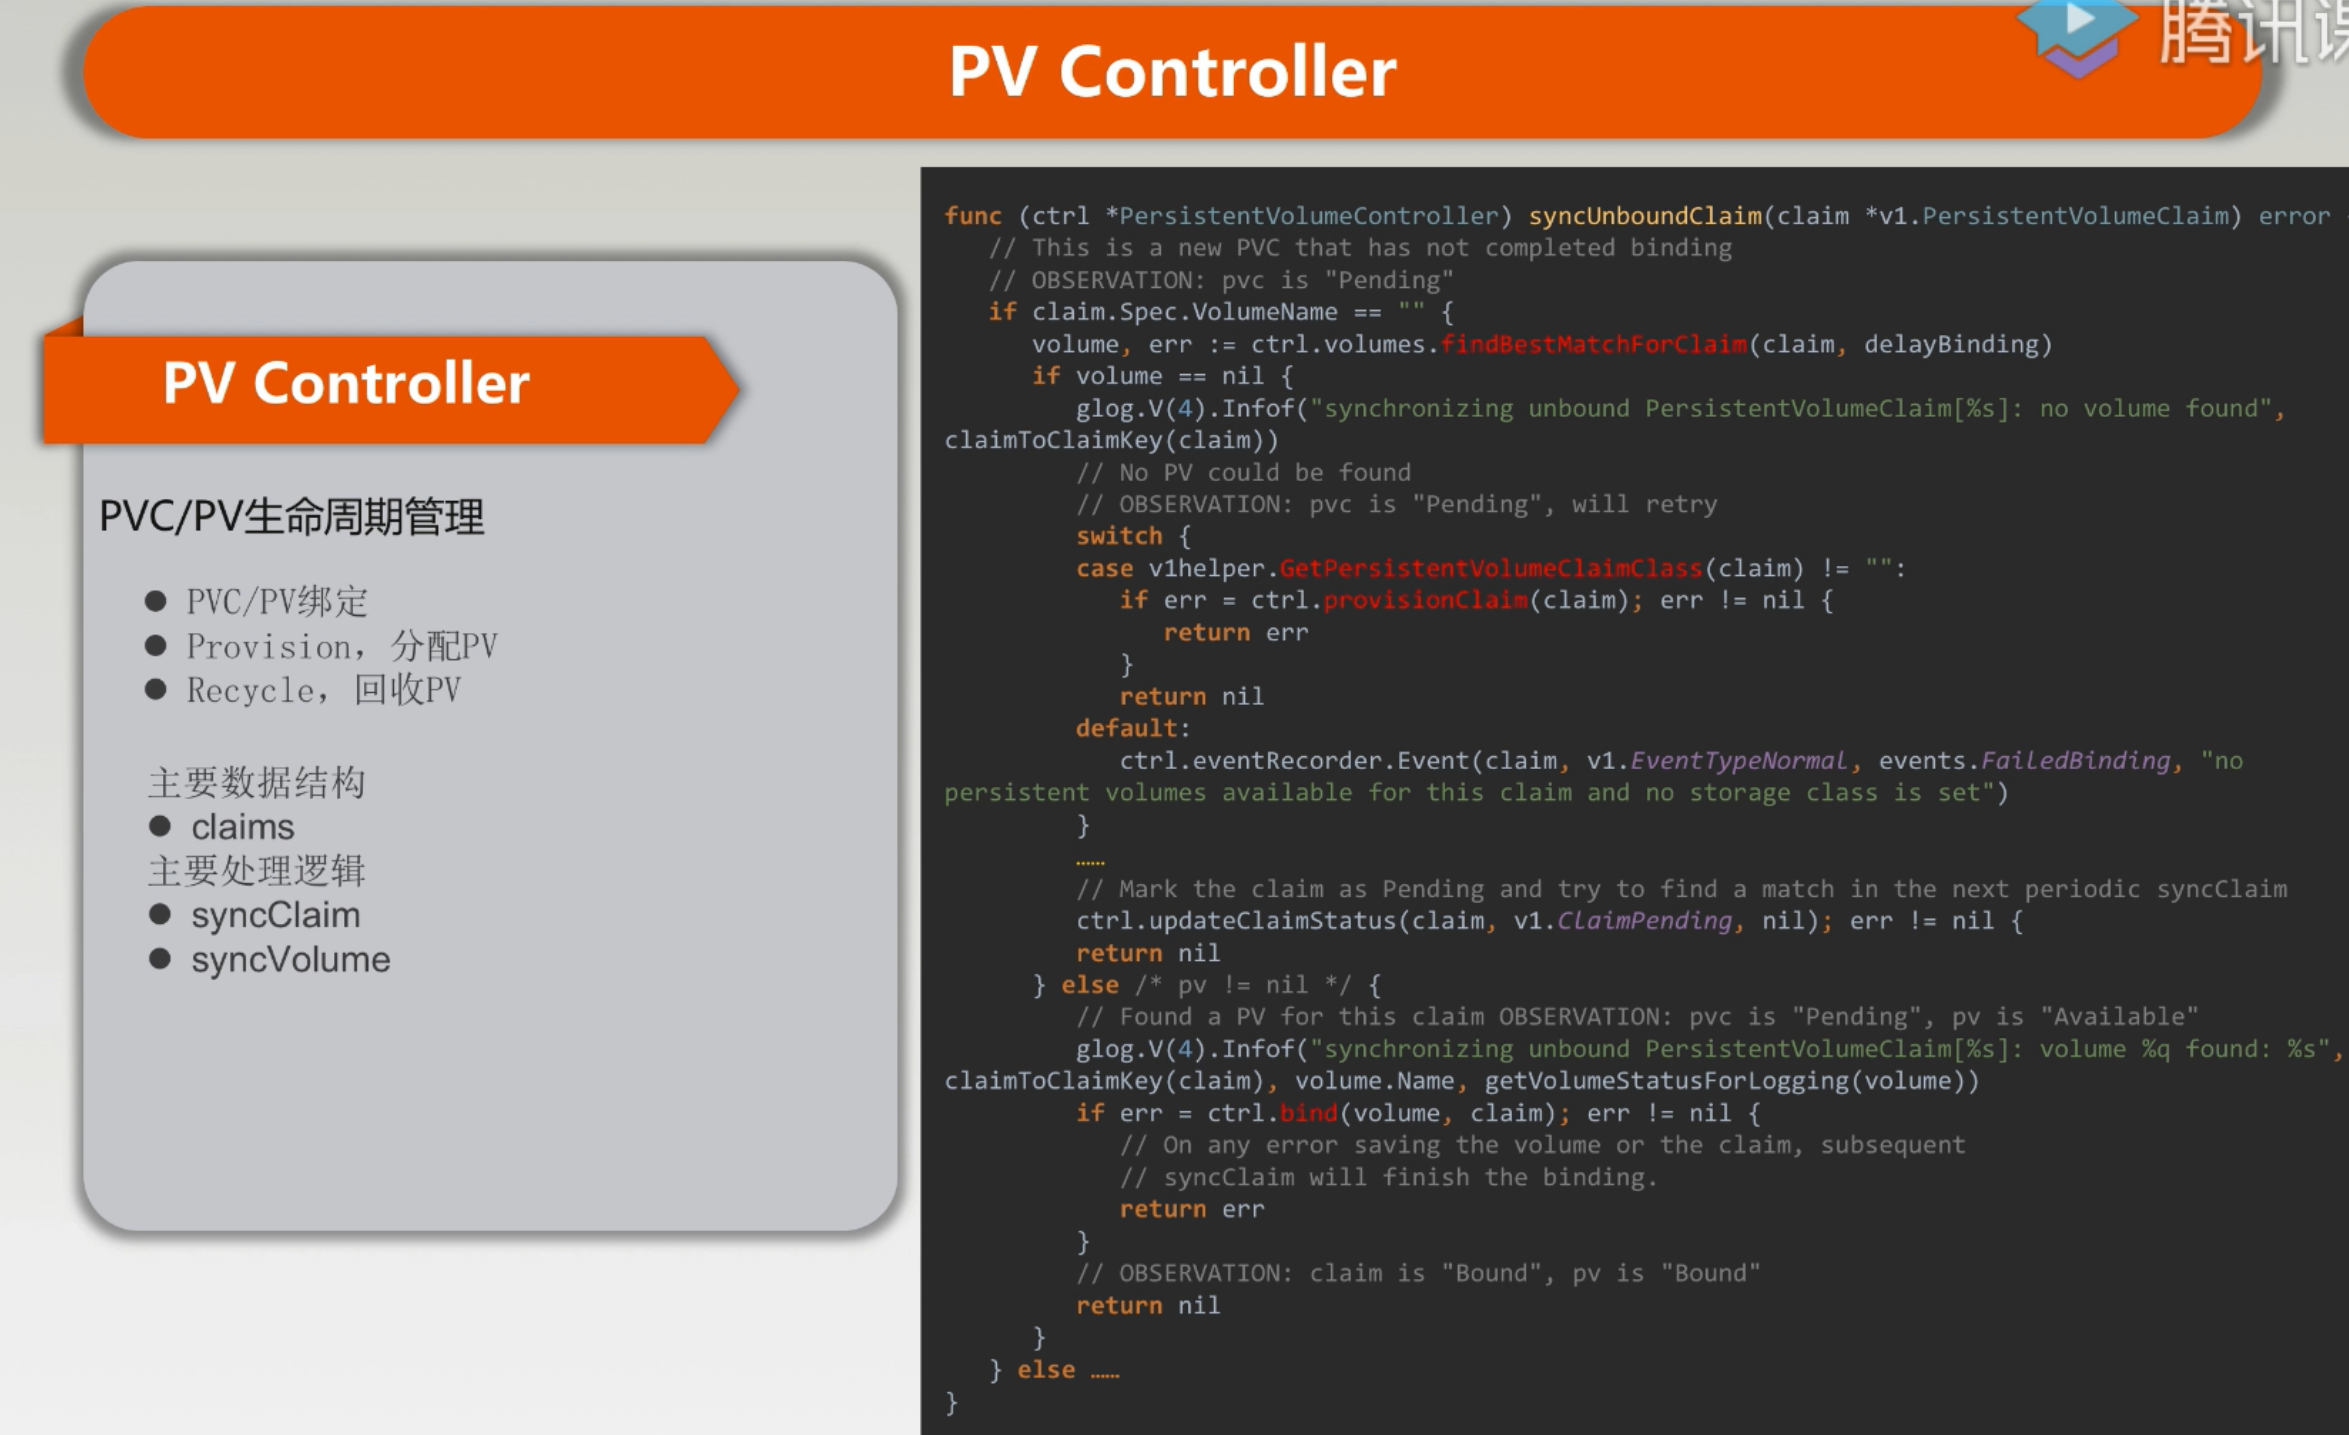 PV Controller
腾讯课
PV Controller
PVC/PV生命周期管理
● PVC/PV绑定
● Provision, 分配PV
● Recycle, 回收PV
主要数据结构
● claims
主要处理逻辑
● syncClaim
● syncVolume
func (ctrl *PersistentVolumeController) syncUnboundClaim(claim *v1.PersistentVolumeClaim) error
// This is a new PVC that has not completed binding
// OBSERVATION: pvc is "Pending"
if claim.Spec.VolumeName == "" {
volume, err := ctrl.volumes.findBestMatchForClaim(claim, delayBinding)
if volume == nil {
glog.V(4).Infof("synchronizing unbound PersistentVolumeClaim[%s]: no volume found",
claimToClaimKey(claim))
// No PV could be found
// OBSERVATION: pvc is "Pending", will retry
switch {
case v1helper.GetPersistentVolumeClaimClass(claim) != "":
if err = ctrl.provisionClaim(claim); err != nil {
return err
}
return nil
default:
ctrl.eventRecorder.Event(claim, v1.EventTypeNormal, events.FailedBinding, "no
persistent volumes available for this claim and no storage class is set")
}
……
// Mark the claim as Pending and try to find a match in the next periodic syncClaim
ctrl.updateClaimStatus(claim, v1.ClaimPending, nil); err != nil {
return nil
} else /* pv != nil */ {
// Found a PV for this claim OBSERVATION: pvc is "Pending", pv is "Available"
glog.V(4).Infof("synchronizing unbound PersistentVolumeClaim[%s]: volume %q found: %s",
claimToClaimKey(claim), volume.Name, getVolumeStatusForLogging(volume))
if err = ctrl.bind(volume, claim); err != nil {
// On any error saving the volume or the claim, subsequent
// syncClaim will finish the binding.
return err
}
// OBSERVATION: claim is "Bound", pv is "Bound"
return nil
}
} else ……
}